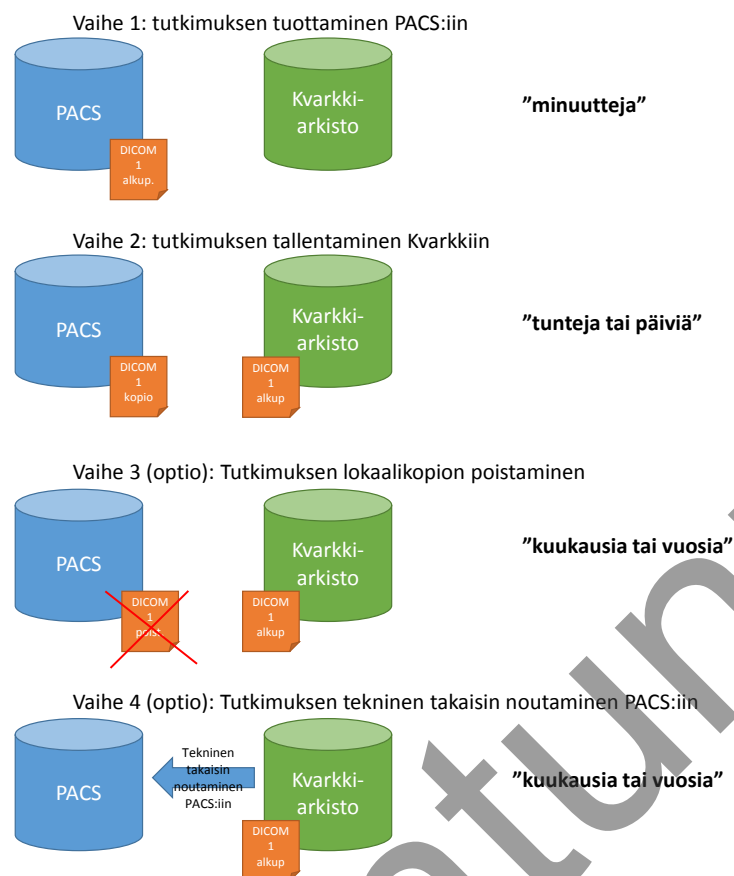 Vaihe 1: tutkimuksen tuottaminen PACS:iin
PACS
Kvarkki-
arkisto
”minuutteja”
DICOM
1
alkup.
Vaihe 2: tutkimuksen tallentaminen Kvarkkiin
PACS
Kvarkki-
arkisto
”tunteja tai päiviä”
DICOM
1
kopio
DICOM
1
alkup
Vaihe 3 (optio): Tutkimuksen lokaalikopion poistaminen
PACS
Kvarkki-
arkisto
”kuukausia tai vuosia”
DICOM
1
poist.
DICOM
1
alkup
Vaihe 4 (optio): Tutkimuksen tekninen takaisin noutaminen PACS:iin
PACS
Tekninen
takaisin
noutaminen
PACS:iin
Kvarkki-
arkisto
”kuukausia tai vuosia”
DICOM
1
alkup